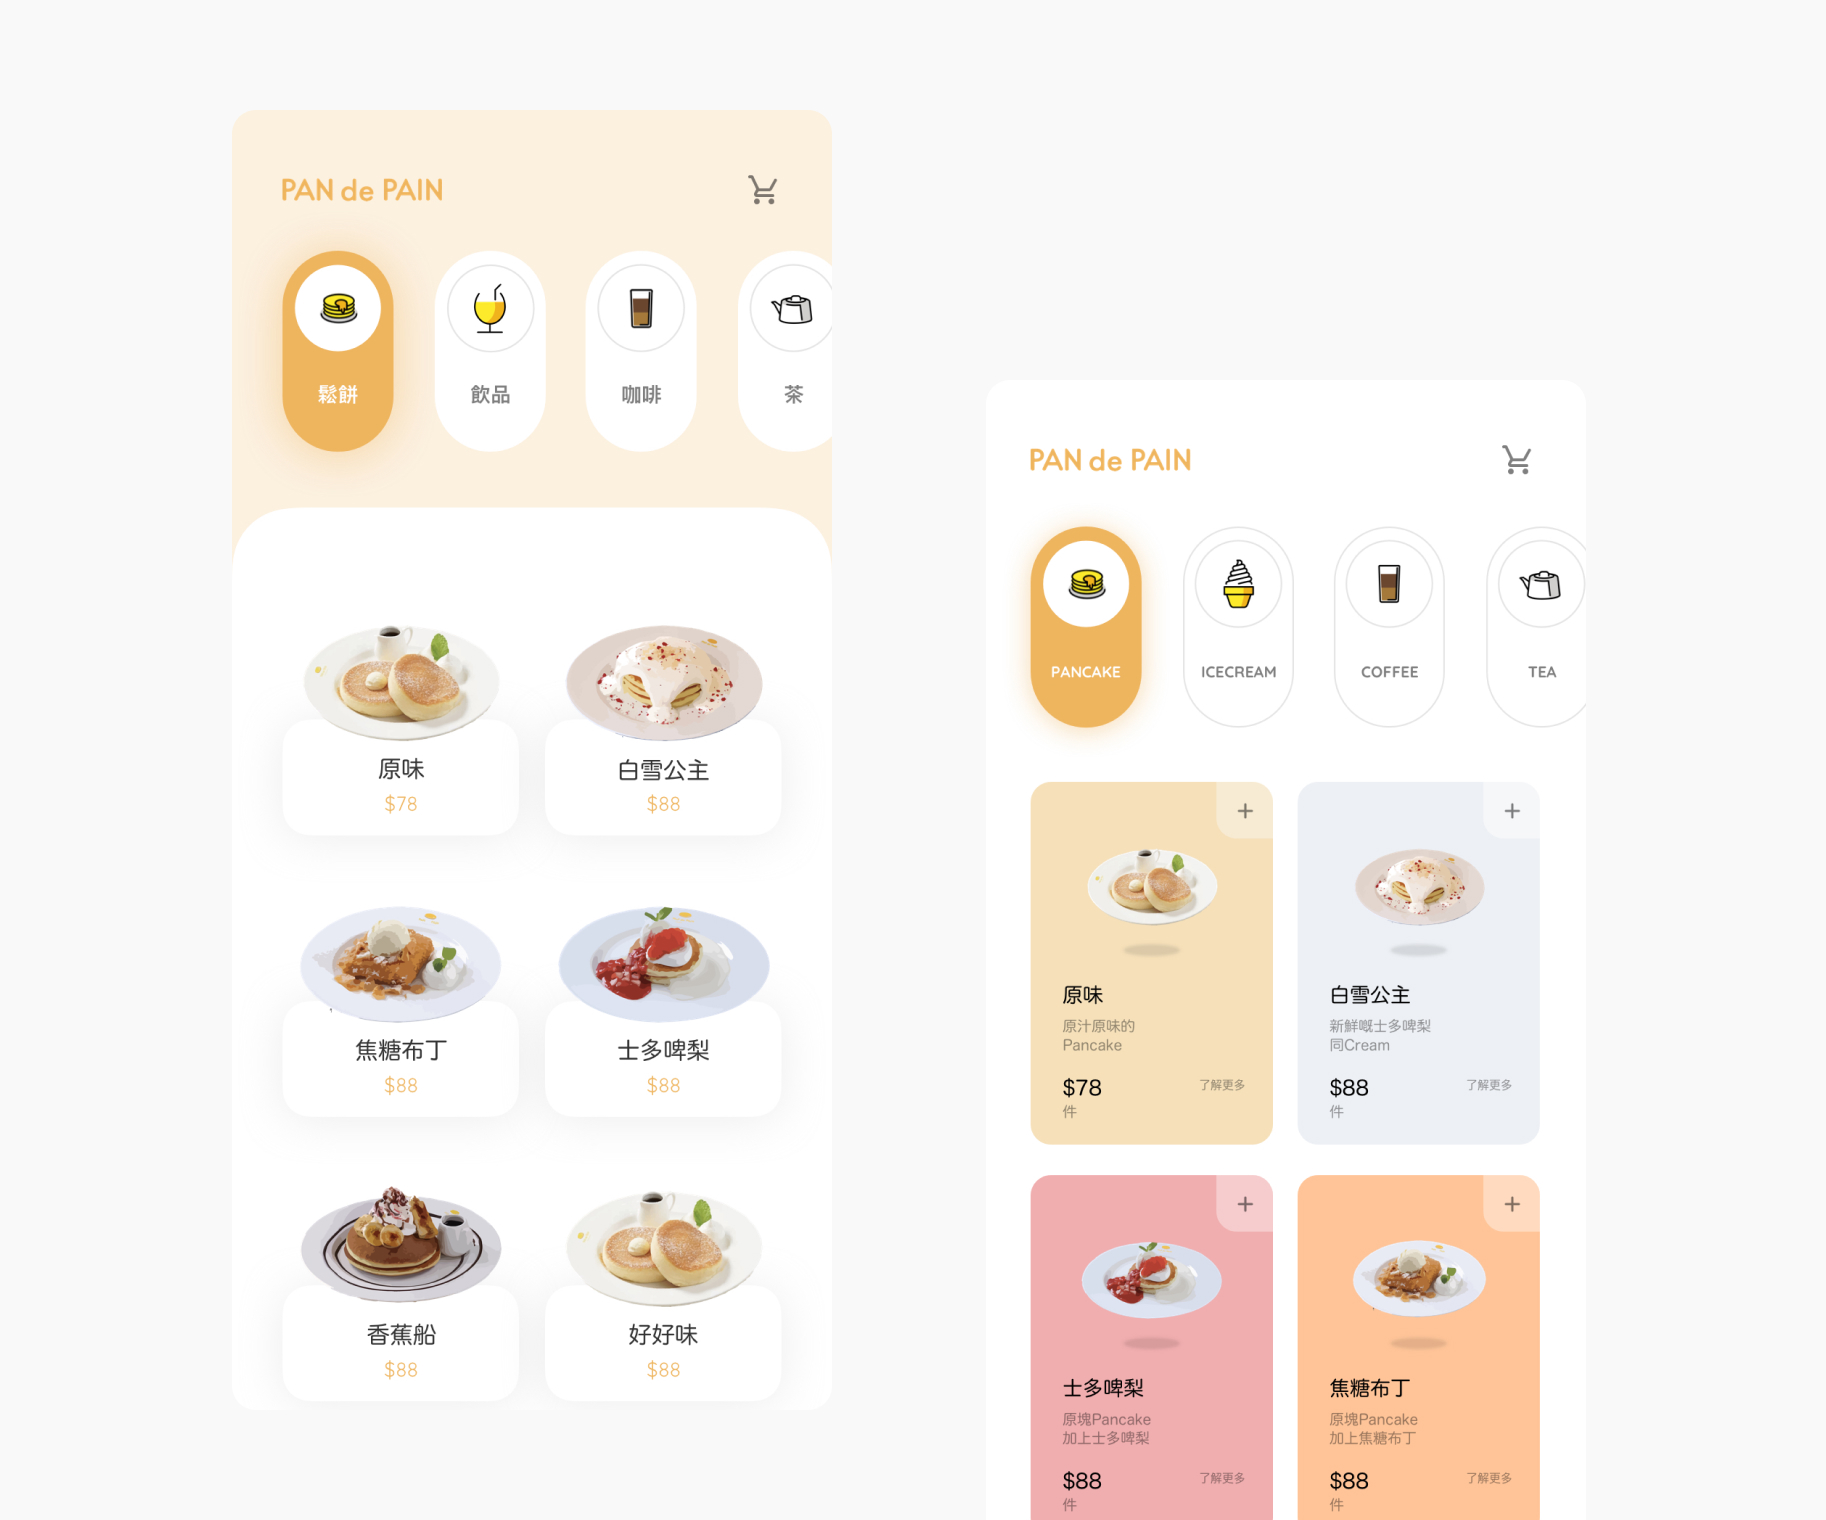 PAN de PAIN
鬆餅
飲品
咖啡
茶
原味
$78
白雪公主
$88
焦糖布丁
$88
士多啤梨
$88
香蕉船
$88
好好味
$88
PAN de PAIN
PANCAKE
ICECREAM
COFFEE
TEA
+
原味
原汁原味的
Pancake
$78
件
了解更多
+
白雪公主
新鮮嘅士多啤梨
同Cream
$88
件
了解更多
+
士多啤梨
原塊Pancake
加上士多啤梨
$88
件
了解更多
+
焦糖布丁
原塊Pancake
加上焦糖布丁
$88
件
了解更多